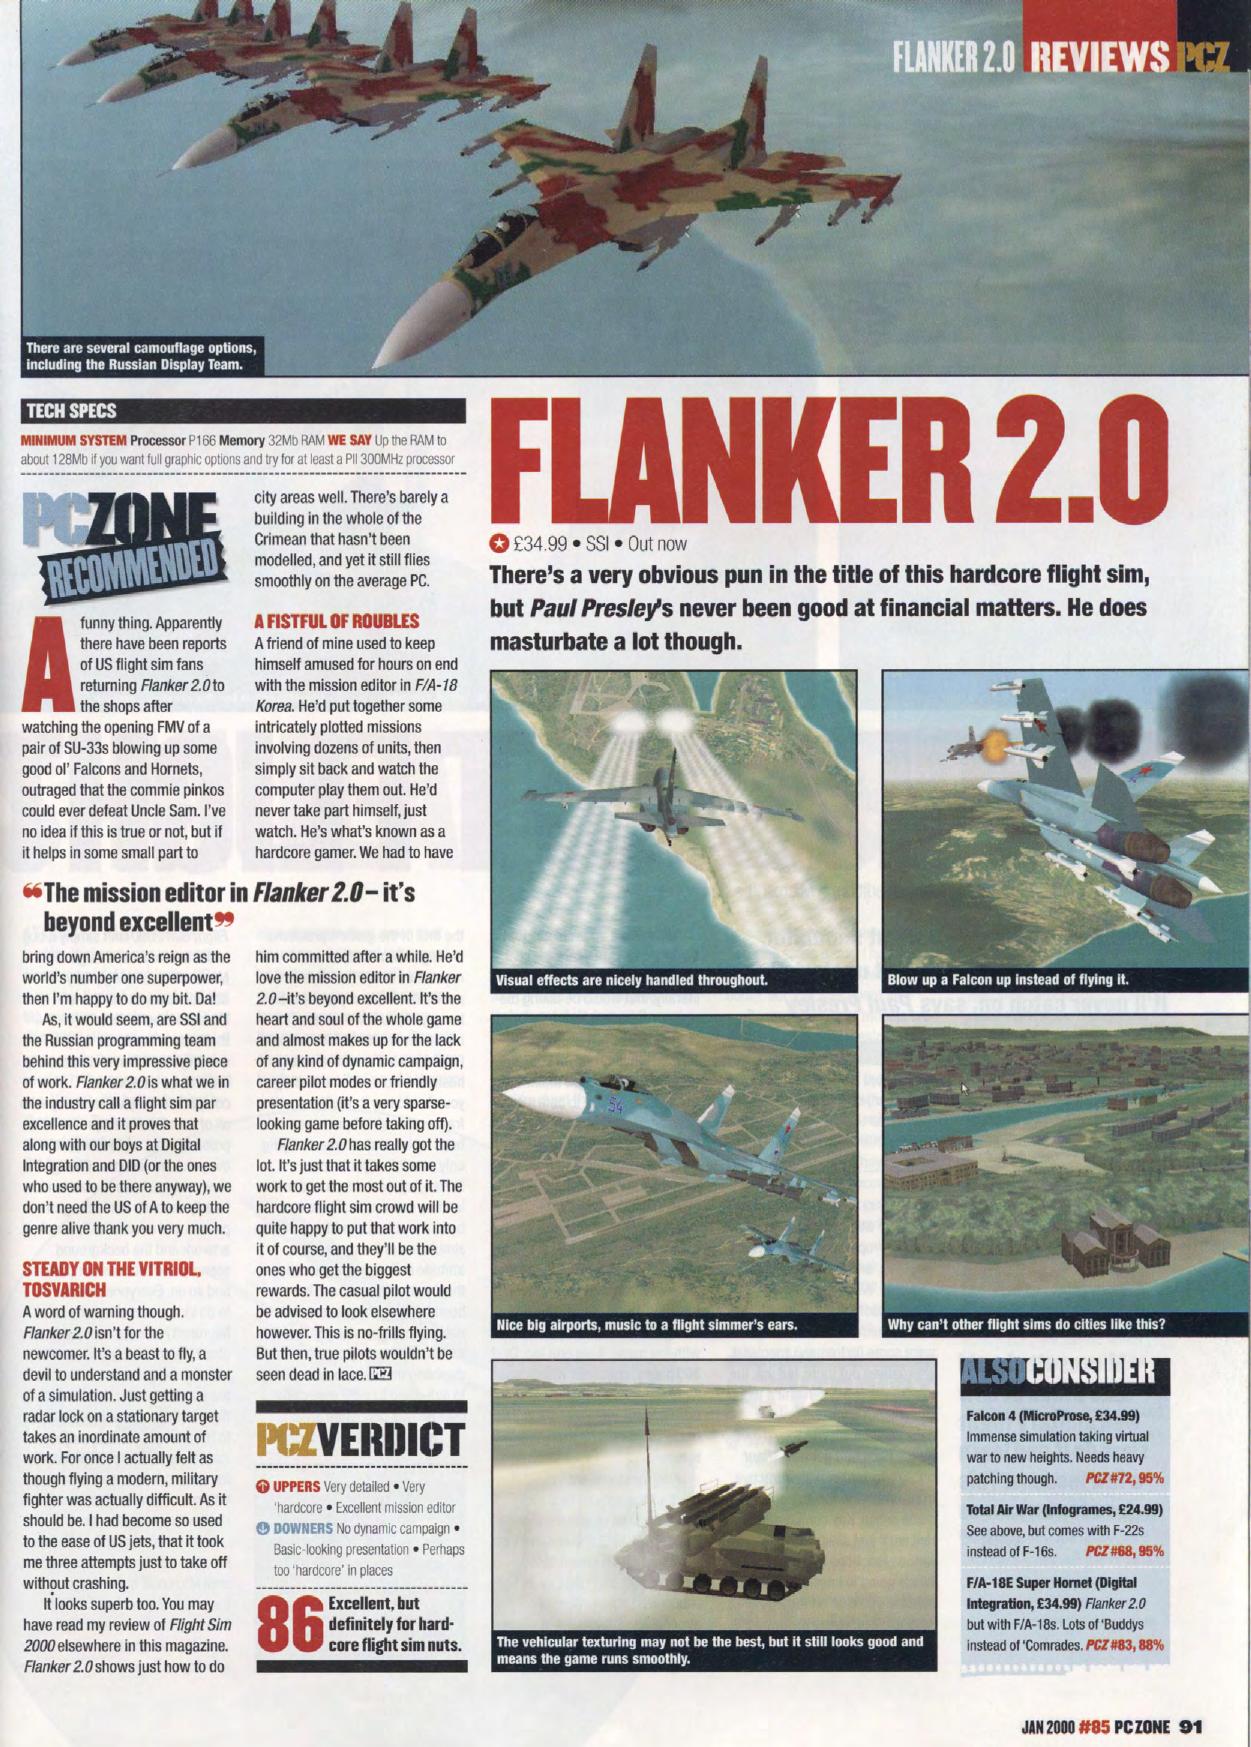 FLANKER 2.0 REVIEWS PCZ
There are several camouflage options,
including the Russian Display Team.
TECH SPECS
MINIMUM SYSTEM Processor P166 Memory 32Mb RAM WE SAY Up the RAM to
about 128Mb if you want full graphic options and try for at least a PII 300MHz processor
FLANKER 2.0
£34.99 • SSI • Out now
There's a very obvious pun in the title of this hardcore flight sim,
but Paul Presley's never been good at financial matters. He does
masturbate a lot though.
PCZONE
RECOMMENDED
A funny thing. Apparently
there have been reports
of US flight sim fans
returning Flanker 2.0 to
the shops after
watching the opening FMV of a
pair of SU-33s blowing up some
good ol' Falcons and Hornets,
outraged that the commie pinkos
could ever defeat Uncle Sam. I've
no idea if this is true or not, but if
it helps in some small part to
“The mission editor in Flanker 2.0 – it's
beyond excellent”
bring down America's reign as the
world's number one superpower,
then I'm happy to do my bit. Da!
As, it would seem, are SSI and
the Russian programming team
behind this very impressive piece
of work. Flanker 2.0 is what we in
the industry call a flight sim par
excellence and it proves that
along with our boys at Digital
Integration and DID (or the ones
who used to be there anyway), we
don't need the US of A to keep the
genre alive thank you very much.
STEADY ON THE VITRIOL,
TOSVARICH
A word of warning though.
Flanker 2.0 isn't for the
newcomer. It's a beast to fly, a
devil to understand and a monster
of a simulation. Just getting a
radar lock on a stationary target
takes an inordinate amount of
work. For once I actually felt as
though flying a modern, military
fighter was actually difficult. As it
should be. I had become so used
to the ease of US jets, that it took
me three attempts just to take off
without crashing.
It looks superb too. You may
have read my review of Flight Sim
2000 elsewhere in this magazine.
Flanker 2.0 shows just how to do
city areas well. There's barely a
building in the whole of the
Crimean that hasn't been
modelled, and yet it still flies
smoothly on the average PC.
A FISTFUL OF ROUBLES
A friend of mine used to keep
himself amused for hours on end
with the mission editor in F/A-18
Korea. He'd put together some
intricately plotted missions
involving dozens of units, then
simply sit back and watch the
computer play them out. He'd
never take part himself, just
watch. He's what's known as a
hardcore gamer. We had to have
him committed after a while. He'd
love the mission editor in Flanker
2.0 –it's beyond excellent. It's the
heart and soul of the whole game
and almost makes up for the lack
of any kind of dynamic campaign,
career pilot modes or friendly
presentation (it's a very sparse-
looking game before taking off).
Flanker 2.0 has really got the
lot. It's just that it takes some
work to get the most out of it. The
hardcore flight sim crowd will be
quite happy to put that work into
it of course, and they'll be the
ones who get the biggest
rewards. The casual pilot would
be advised to look elsewhere
however. This is no-frills flying.
But then, true pilots wouldn't be
seen dead in lace. PCZ
PCZVERDICT
UPPERS Very detailed • Very
'hardcore • Excellent mission editor
DOWNERS No dynamic campaign •
Basic-looking presentation • Perhaps
too 'hardcore' in places
86 Excellent, but
definitely for hard-
core flight sim nuts.
Visual effects are nicely handled throughout.
Blow up a Falcon up instead of flying it.
54
Nice big airports, music to a flight simmer's ears.
Why can't other flight sims do cities like this?
The vehicular texturing may not be the best, but it still looks good and
means the game runs smoothly.
ALSOCONSIDER
Falcon 4 (MicroProse, £34.99)
Immense simulation taking virtual
war to new heights. Needs heavy
patching though. PCZ #72, 95%
Total Air War (Infogrames, £24.99)
See above, but comes with F-22s
instead of F-16s. PCZ #68, 95%
F/A-18E Super Hornet (Digital
Integration, £34.99) Flanker 2.0
but with F/A-18s. Lots of 'Buddys
instead of 'Comrades. PCZ #83, 88%
JAN 2000 #85 PCZONE 91